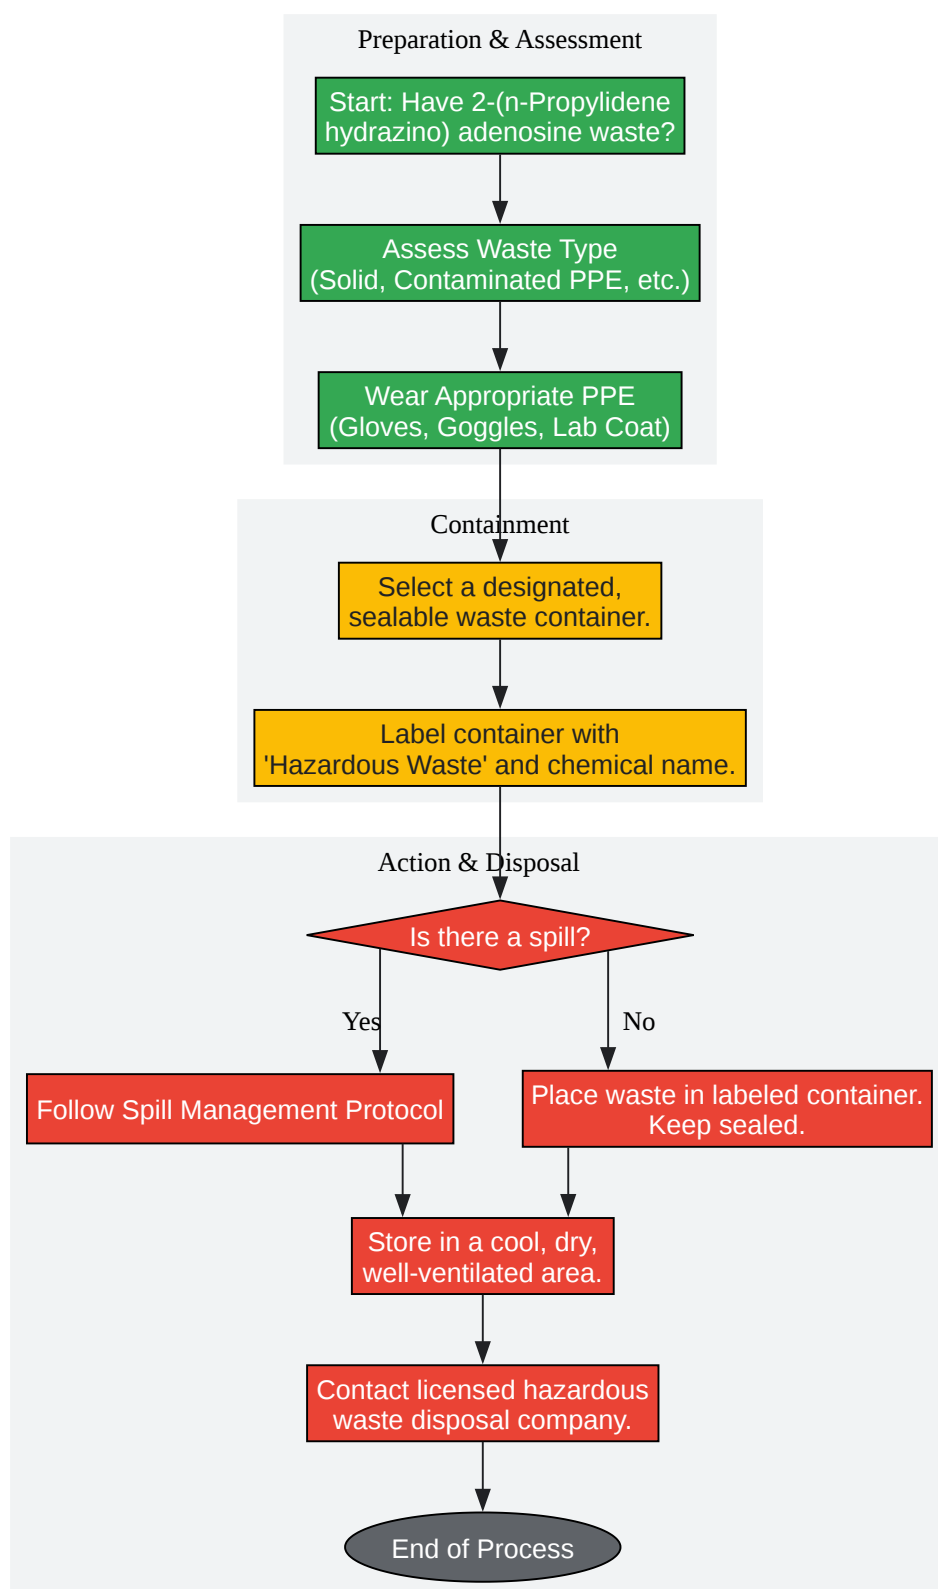 Preparation & Assessment
Start: Have 2-(n-Propylidene
hydrazino) adenosine waste?
Assess Waste Type
(Solid, Contaminated PPE, etc.)
Wear Appropriate PPE
(Gloves, Goggles, Lab Coat)
Containment
Select a designated,
sealable waste container.
Label container with
'Hazardous Waste' and chemical name.
Action & Disposal
Is there a spill?
Yes
No
Follow Spill Management Protocol
Place waste in labeled container.
Keep sealed.
Store in a cool, dry,
well-ventilated area.
Contact licensed hazardous
waste disposal company.
End of Process